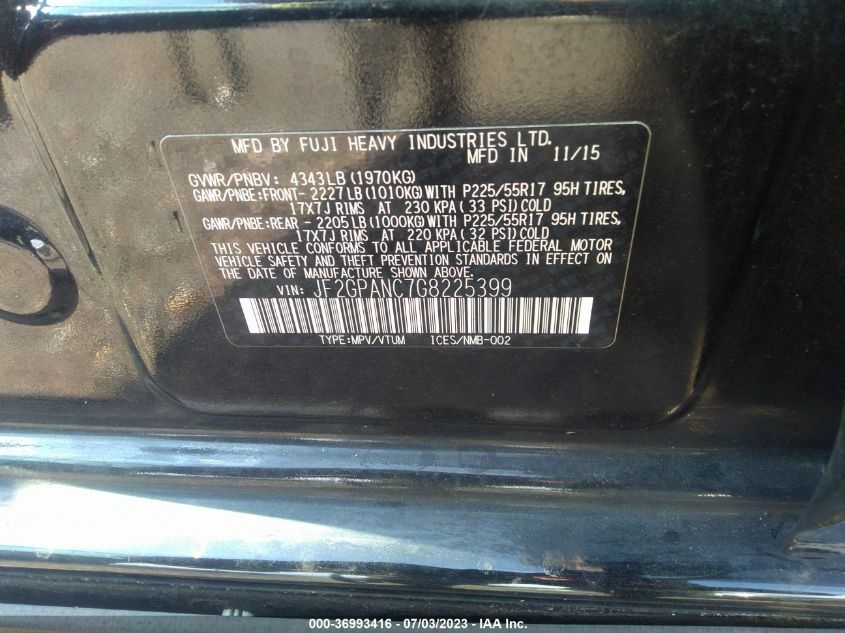 MFD BY FUJI HEAVY INDUSTRIES LTD.
MFD IN 11/15
GVWR/PNBV: 4343LB (1970KG)
GAWR/PNBE:FRONT- 2227LB (1010KG) WITH P225/55R17 95H TIRES,
17X7J RIMS AT 230 KPA (33 PSI) COLD
GAWR/PNBE:REAR - 2205LB (1000KG) WITH P225/55R17 95H TIRES,
17X7J RIMS AT 220 KPA (32 PSI) COLD
THIS VEHICLE CONFORMS TO ALL APPLICABLE FEDERAL MOTOR
VEHICLE SAFETY AND THEFT PREVENTION STANDARDS IN EFFECT
ON THE DATE OF MANUFACTURE SHOWN ABOVE.
VIN: JF2GPANC7G8225399
TYPE:MPV/VTUM ICES/NMB-002
000-36993416 - 07/03/2023 - IAA Inc.